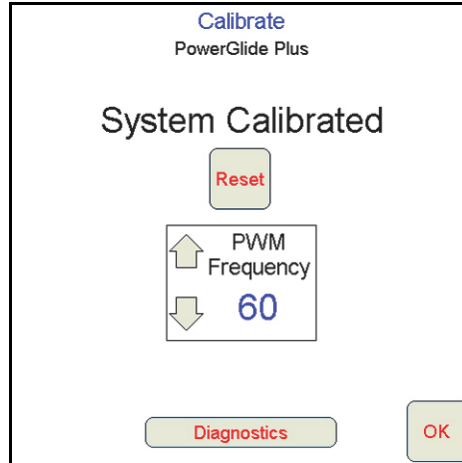 Calibrate
PowerGlide Plus
System Calibrated
Reset
PWM
Frequency
60
Diagnostics
OK